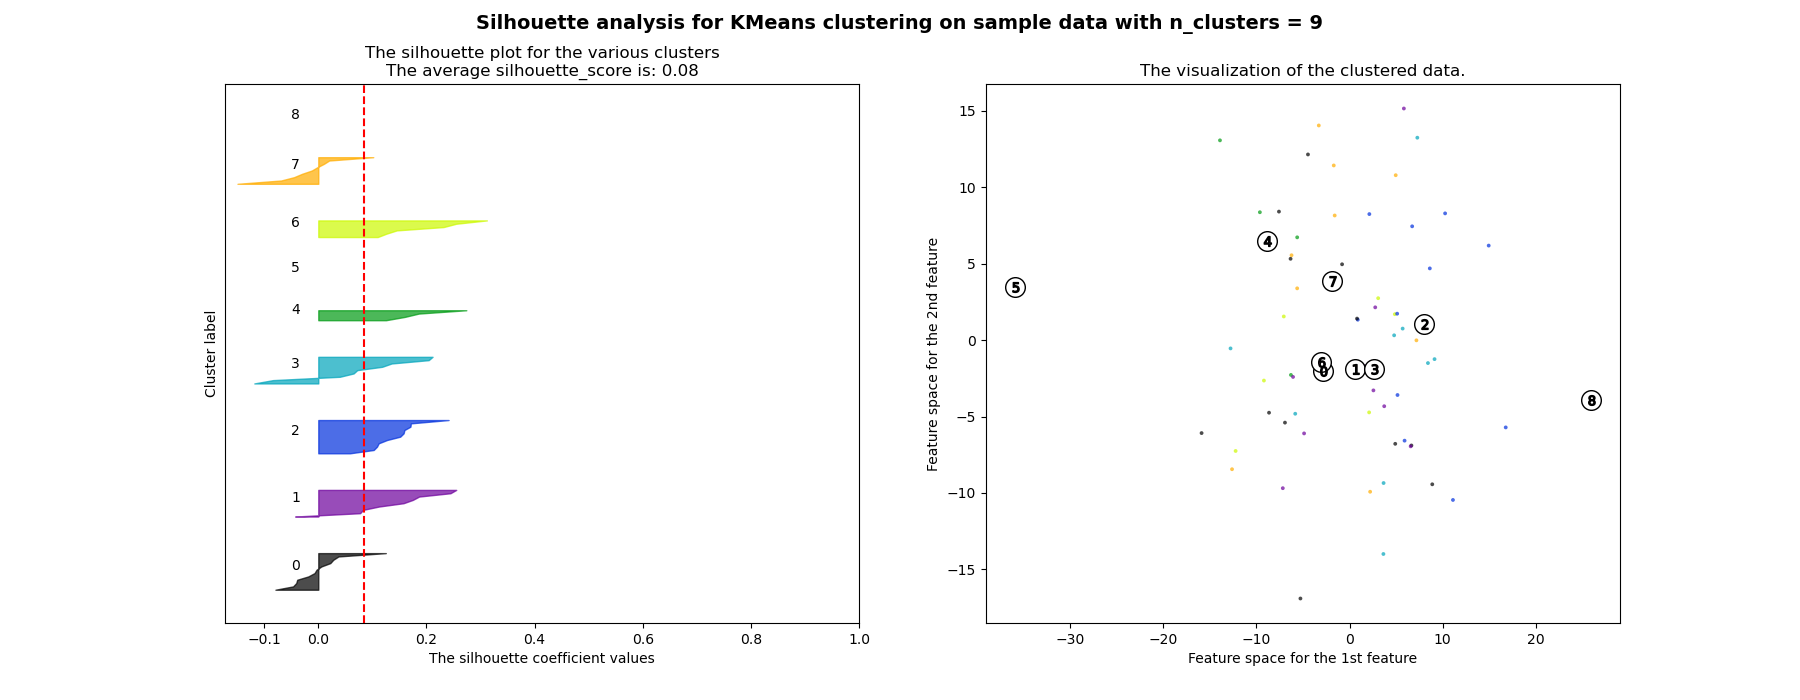 Silhouette analysis for KMeans clustering on sample data with n_clusters = 9
The silhouette plot for the various clusters
The average silhouette_score is: 0.08
8
7
6
5
4
3
2
1
0
Cluster label
−0.1 0.0 0.2 0.4 0.6 0.8 1.0
The silhouette coefficient values
The visualization of the clustered data.
15
10
5
0
−5
−10
−15
Feature space for the 2nd feature
4
7
5
2
6
0
1
3
8
−30 −20 −10 0 10 20
Feature space for the 1st feature